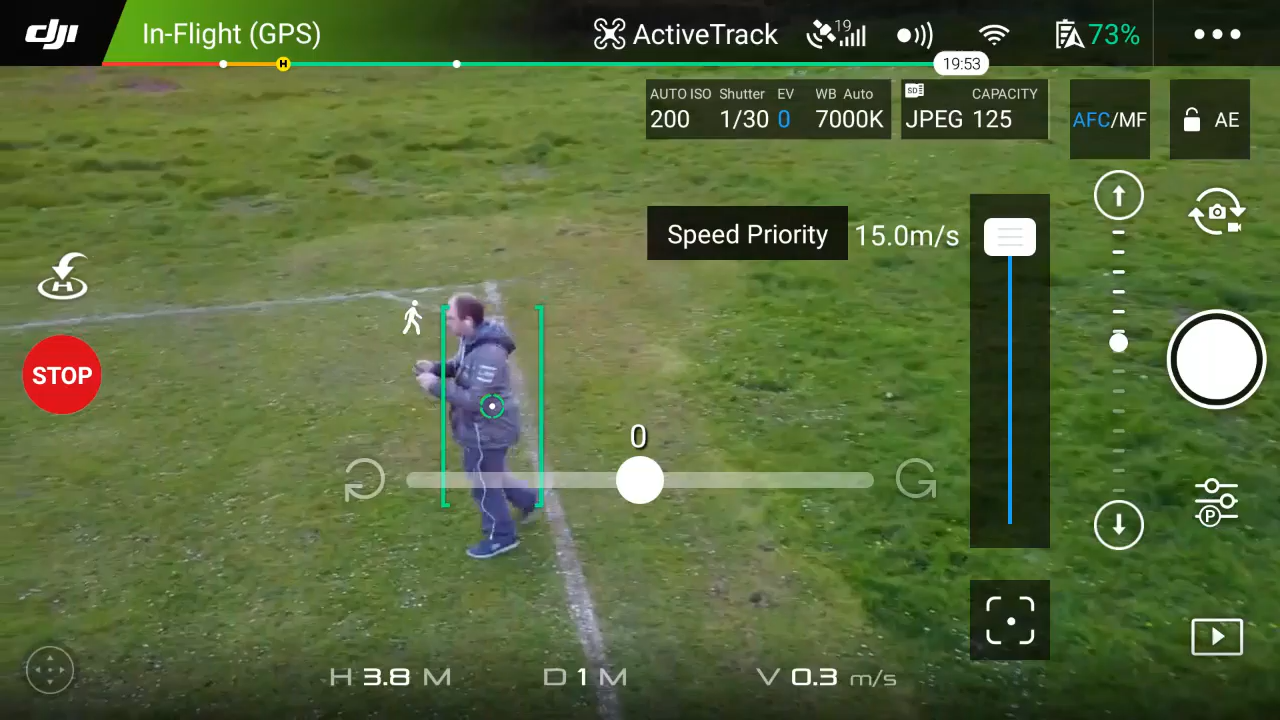 dji In-Flight (GPS) ActiveTrack 19 73%
H 19:53
AUTO ISO Shutter EV WB Auto
200 1/30 0 7000K
SD CAPACITY
JPEG 125
AFC/MF
AE
Speed Priority 15.0m/s
STOP
0
P
H 3.8 M D 1 M V 0.3 m/s